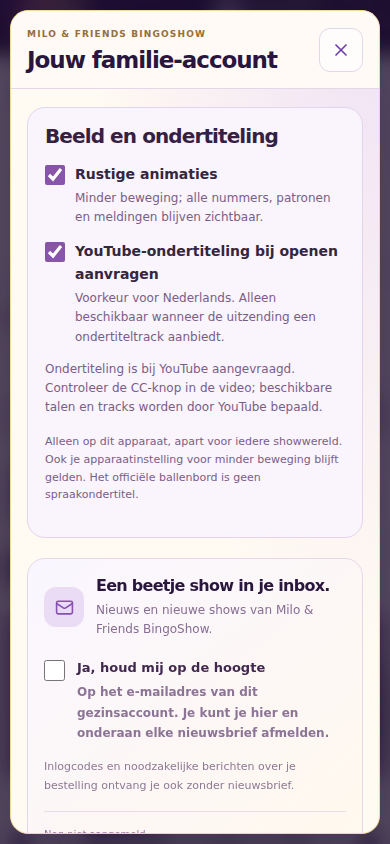 MILO & FRIENDS BINGOSHOW
Jouw familie-account
Beeld en ondertiteling
Rustige animaties
Minder beweging; alle nummers, patronen
en meldingen blijven zichtbaar.
YouTube-ondertiteling bij openen
aanvragen
Voorkeur voor Nederlands. Alleen
beschikbaar wanneer de uitzending een
ondertiteltrack aanbiedt.
Ondertiteling is bij YouTube aangevraagd.
Controleer de CC-knop in de video; beschikbare
talen en tracks worden door YouTube bepaald.
Alleen op dit apparaat, apart voor iedere showwereld.
Ook je apparaatinstelling voor minder beweging blijft
gelden. Het officiële ballenbord is geen
spraakondertitel.
Een beetje show in je inbox.
Nieuws en nieuwe shows van Milo &
Friends BingoShow.
Ja, houd mij op de hoogte
Op het e-mailadres van dit
gezinsaccount. Je kunt je hier en
onderaan elke nieuwsbrief afmelden.
Inlogcodes en noodzakelijke berichten over je
bestelling ontvang je ook zonder nieuwsbrief.